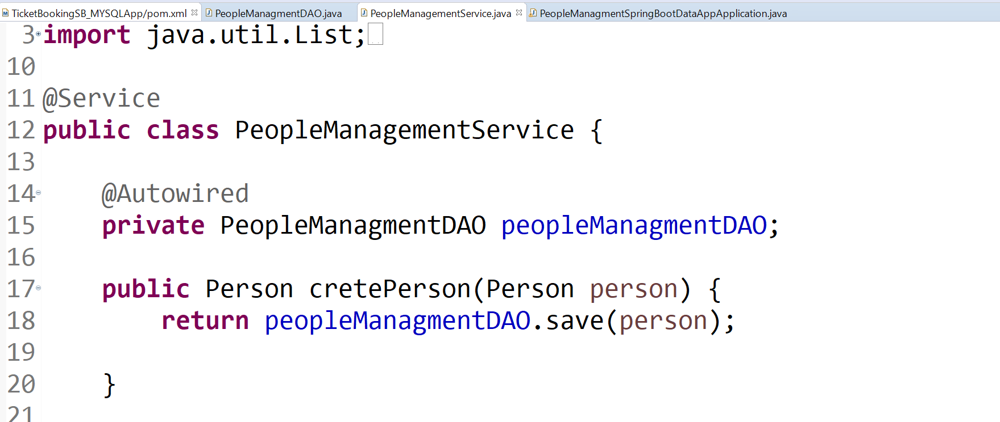 TicketBookingSB_MYSQLApp/pom.xml PeopleManagmentDAO.java PeopleManagementService.java PeopleManagmentSpringBootDataAppApplication.java
3 import java.util.List;
10
11 @Service
12 public class PeopleManagementService {
13
14 @Autowired
15 private PeopleManagmentDAO peopleManagmentDAO;
16
17 public Person cretePerson(Person person) {
18 return peopleManagmentDAO.save(person);
19
20 }
21